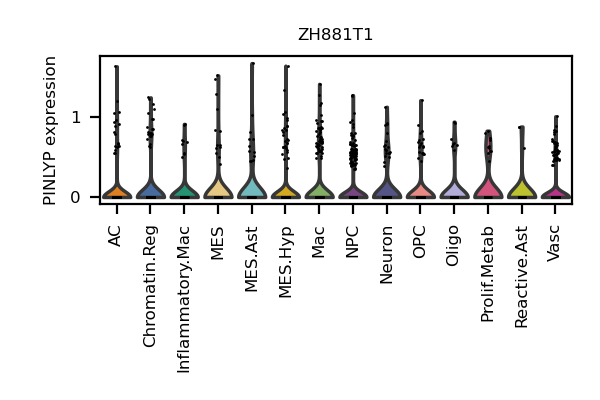 ZH881T1
PINLYP expression
1
0
AC
Chromatin.Reg
Inflammatory.Mac
MES
MES.Ast
MES.Hyp
Mac
NPC
Neuron
OPC
Oligo
Prolif.Metab
Reactive.Ast
Vasc